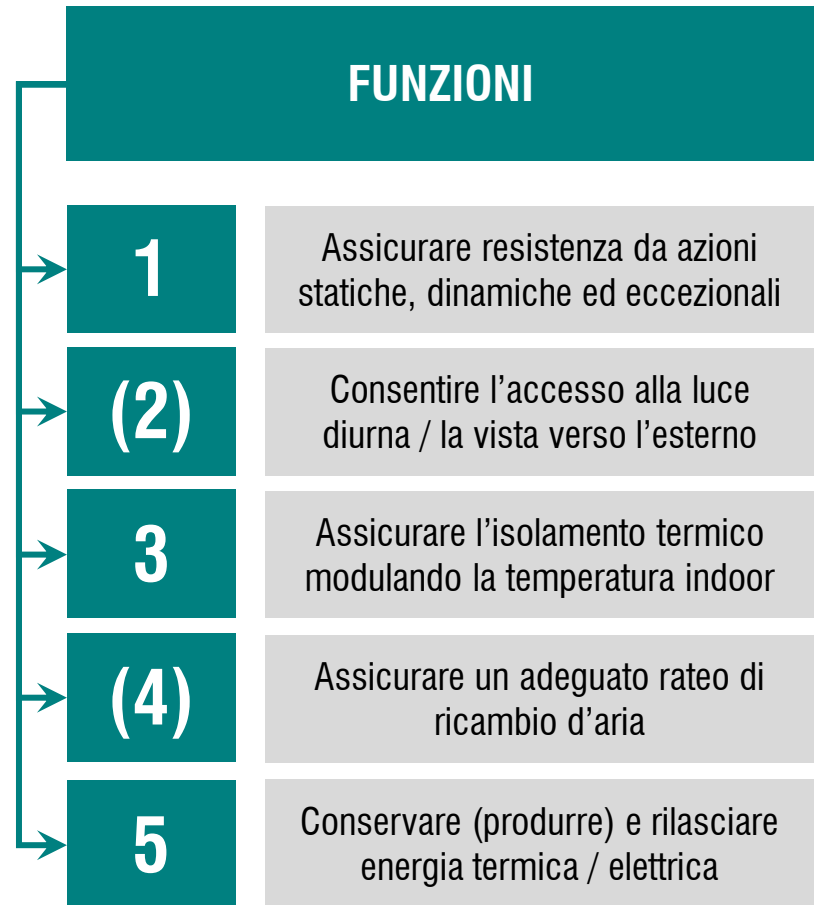 FUNZIONI
1
Assicurare resistenza da azioni
statiche, dinamiche ed eccezionali
(2)
Consentire l’accesso alla luce
diurna / la vista verso l’esterno
3
Assicurare l’isolamento termico
modulando la temperatura indoor
(4)
Assicurare un adeguato rateo di
ricambio d’aria
5
Conservare (produrre) e rilasciare
energia termica / elettrica